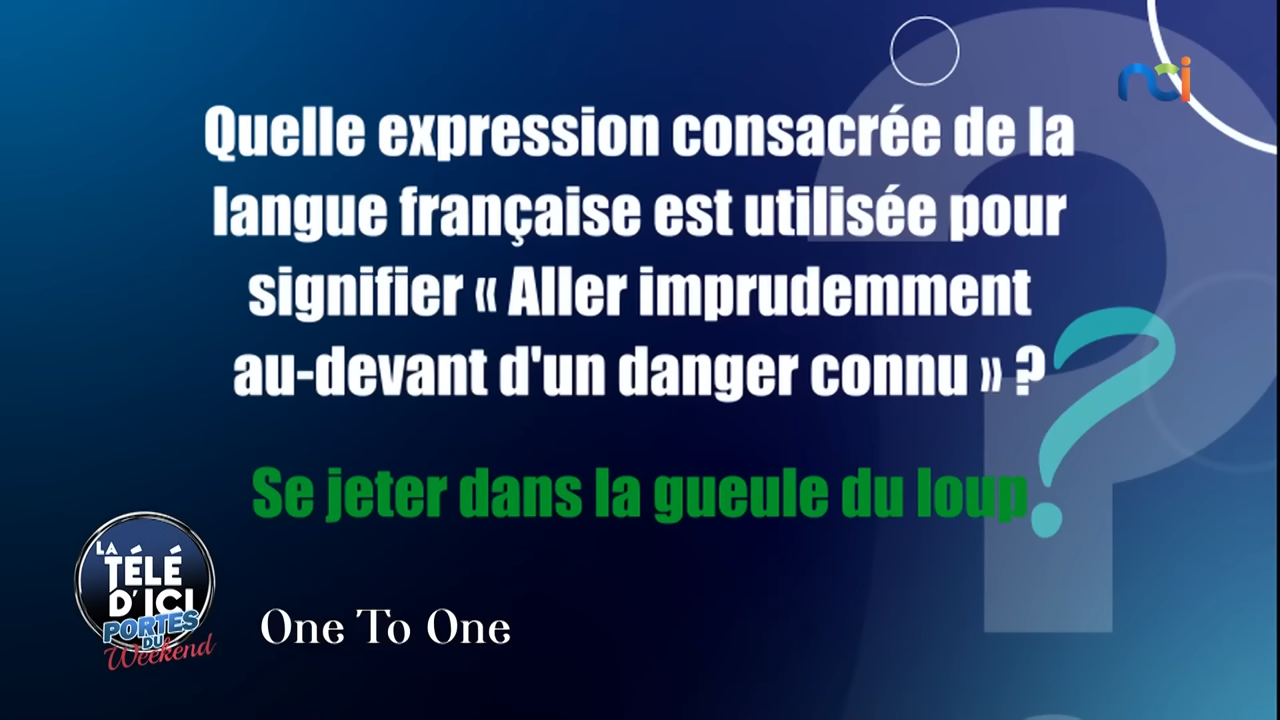 nci
Quelle expression consacrée de la
langue française est utilisée pour
signifier « Aller imprudemment
au-devant d'un danger connu » ?
Se jeter dans la gueule du loup
?
LA
TÉLÉ
D'ICI
PORTES
DU
Weekend
One To One